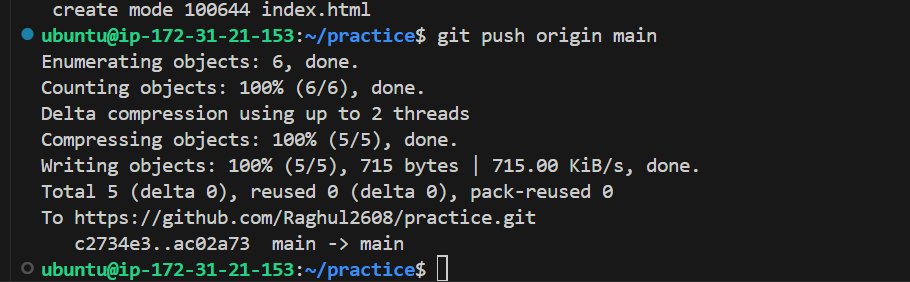 create mode 100644 index.html
ubuntu@ip-172-31-21-153:~/practice$ git push origin main
Enumerating objects: 6, done.
Counting objects: 100% (6/6), done.
Delta compression using up to 2 threads
Compressing objects: 100% (5/5), done.
Writing objects: 100% (5/5), 715 bytes | 715.00 KiB/s, done.
Total 5 (delta 0), reused 0 (delta 0), pack-reused 0
To https://github.com/Raghul2608/practice.git
   c2734e3..ac02a73  main -> main
ubuntu@ip-172-31-21-153:~/practice$